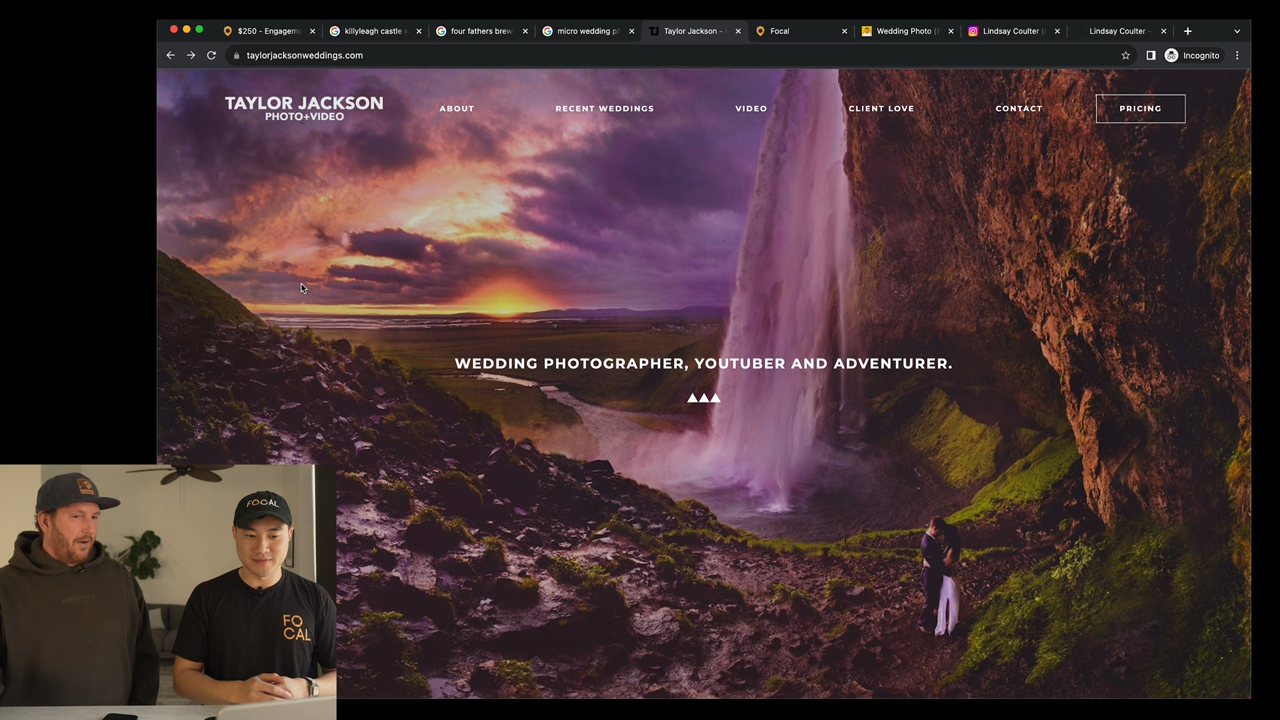 $250 - Engagem
killyleagh castle
four fathers brew
micro wedding ph
Taylor Jackson -
Focal
Wedding Photo (
Lindsay Coulter (
Lindsay Coulter -
taylorjacksonweddings.com
Incognito
TAYLOR JACKSON
PHOTO+VIDEO
ABOUT
RECENT WEDDINGS
VIDEO
CLIENT LOVE
CONTACT
PRICING
WEDDING PHOTOGRAPHER, YOUTUBER AND ADVENTURER.
FOCAL
FO
CAL